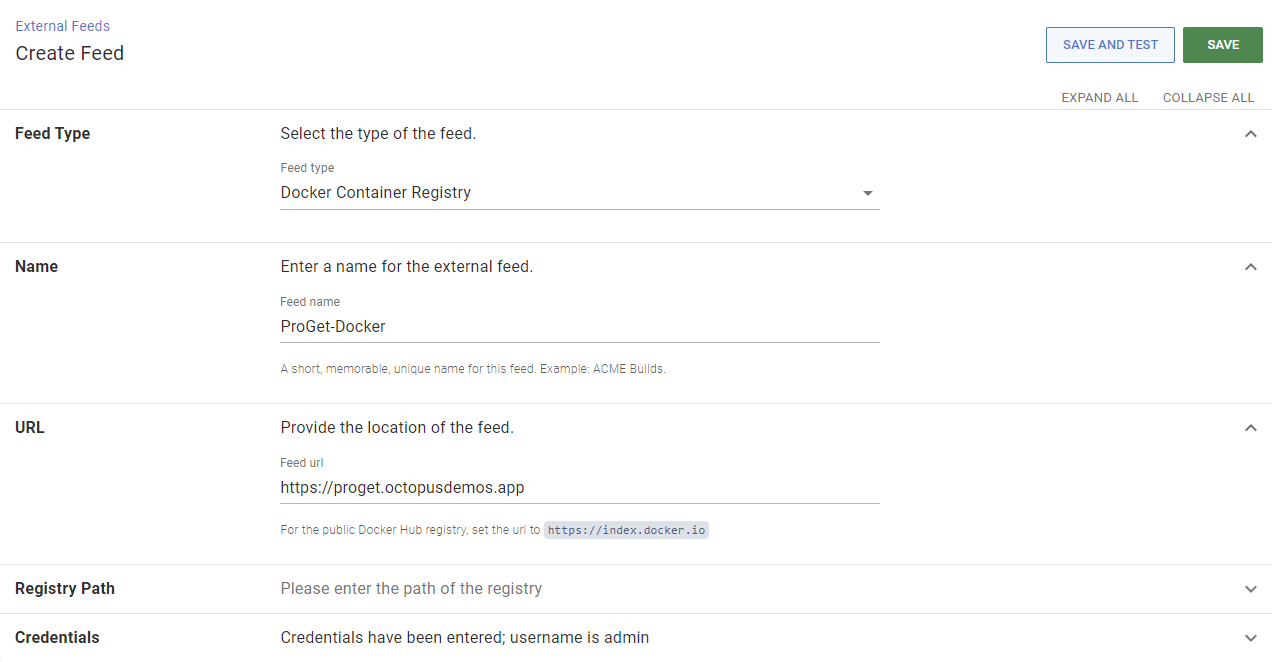 External Feeds
Create Feed
SAVE AND TEST
SAVE
EXPAND ALL
COLLAPSE ALL
Feed Type
Select the type of the feed.
Feed type
Docker Container Registry
Name
Enter a name for the external feed.
Feed name
ProGet-Docker
A short, memorable, unique name for this feed. Example: ACME Builds.
URL
Provide the location of the feed.
Feed url
https://proget.octopusdemos.app
For the public Docker Hub registry, set the url to https://index.docker.io
Registry Path
Please enter the path of the registry
Credentials
Credentials have been entered; username is admin